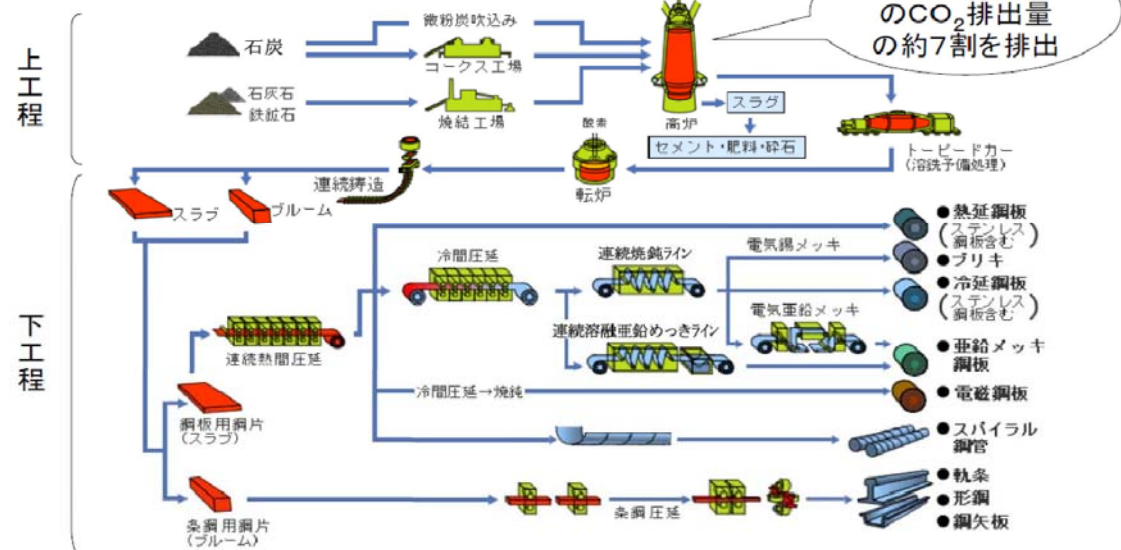 のCO₂排出量
の約7割を排出
上工程
微粉炭吹込み
石炭
コークス工場
石灰石
鉄鉱石
焼結工場
高炉
スラグ
セメント・肥料・砕石
酸素
転炉
トーピードカー
(溶銑予備処理)
連続鋳造
スラブ
ブルーム
下工程
冷間圧延
連続焼鈍ライン
電気錫メッキ
●熱延鋼板
(ステンレス
鋼板含む)
●ブリキ
●冷延鋼板
(ステンレス
鋼板含む)
連続熱間圧延
連続溶融亜鉛めっきライン
電気亜鉛メッキ
●亜鉛メッキ
鋼板
冷間圧延→焼鈍
●電磁鋼板
鋼板用鋼片
(スラブ)
●スパイラル
鋼管
条鋼用鋼片
(ブルーム)
条鋼圧延
●軌条
●形鋼
●鋼矢板